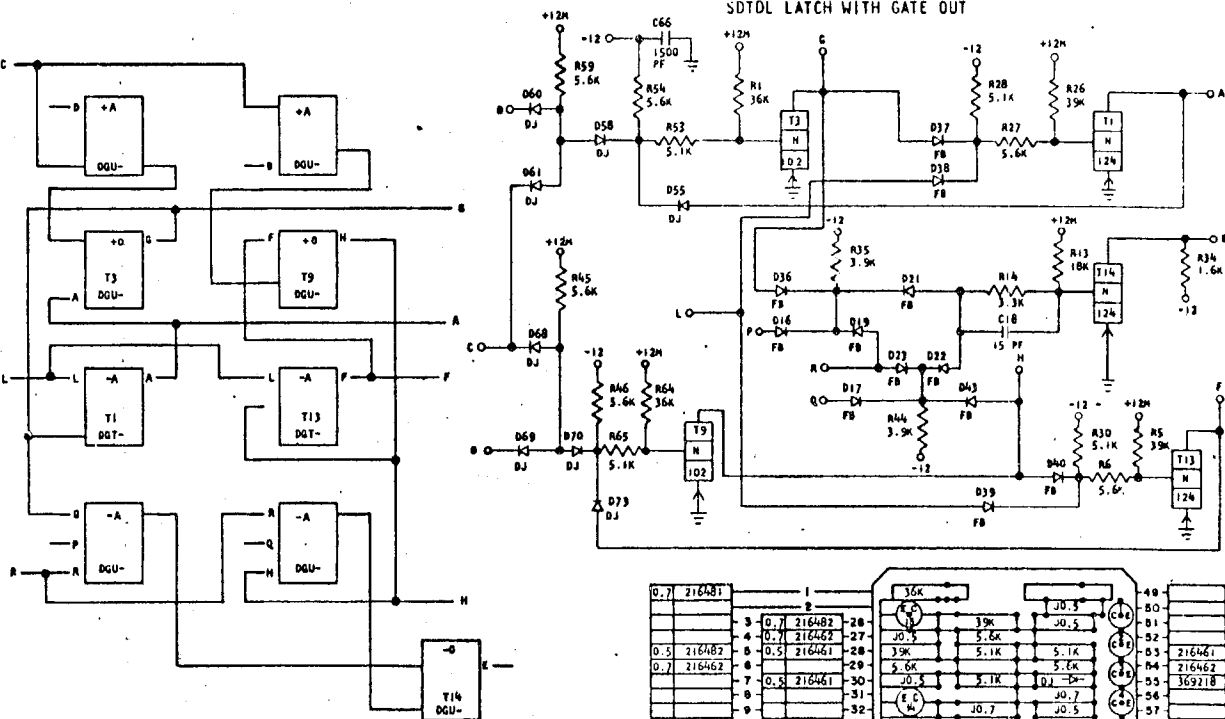 SDTDL LATCH WITH GATE OUT
C
D
+A
DGU-
+A
B
DGU-
G
+O
G
T3
A
DGU-
F
+O
H
T9
DGU-
A
L
L
-A
A
T1
DGT-
L
-A
F
F
T13
DGT-
-A
P
R
R
DGU-
R
-A
Q
H
DGU-
H
-O
E
T14
DGU-
+12M
R59
5.6K
-12
C66
1500
PF
R54
5.6K
+12M
R1
36K
G
-12
R28
5.1K
+12M
R26
39K
A
D60
DJ
D58
DJ
R53
5.1K
T3
N
102
D37
FB
R27
5.6K
T1
N
124
D61
DJ
D55
DJ
D38
FB
+12M
R45
5.6K
-12
R35
3.9K
+12M
R13
18K
T14
N
124
R34
1.6K
-12
D36
FB
D21
FB
R14
3.3K
L
P
D16
FB
D19
FB
C18
15 PF
C
D68
DJ
R
D23
FB
D22
H
Q
D17
FB
D43
FB
R44
3.9K
-12
-12
R46
5.6K
+12M
R64
36K
F
-12
R30
5.1K
+12M
R5
39K
D69
DJ
D70
DJ
R65
5.1K
T9
N
102
D40
FB
R6
5.6K
T13
N
124
D73
DJ
D39
FB
0.7 216481 1 36K 49
2 J0.5 50
3 0.7 216482 26 39K J0.5 51
4 0.7 216462 27 J0.5 5.6K 52
0.5 216482 5 0.5 216461 28 39K 5.1K 5.1K 53 216461
0.7 216462 6 29 5.6K 5.6K 54 216462
7 0.5 216461 30 J0.5 5.1K DJ 55 369218
8 31 J0.7 56
9 32 J0.7 J0.5 57